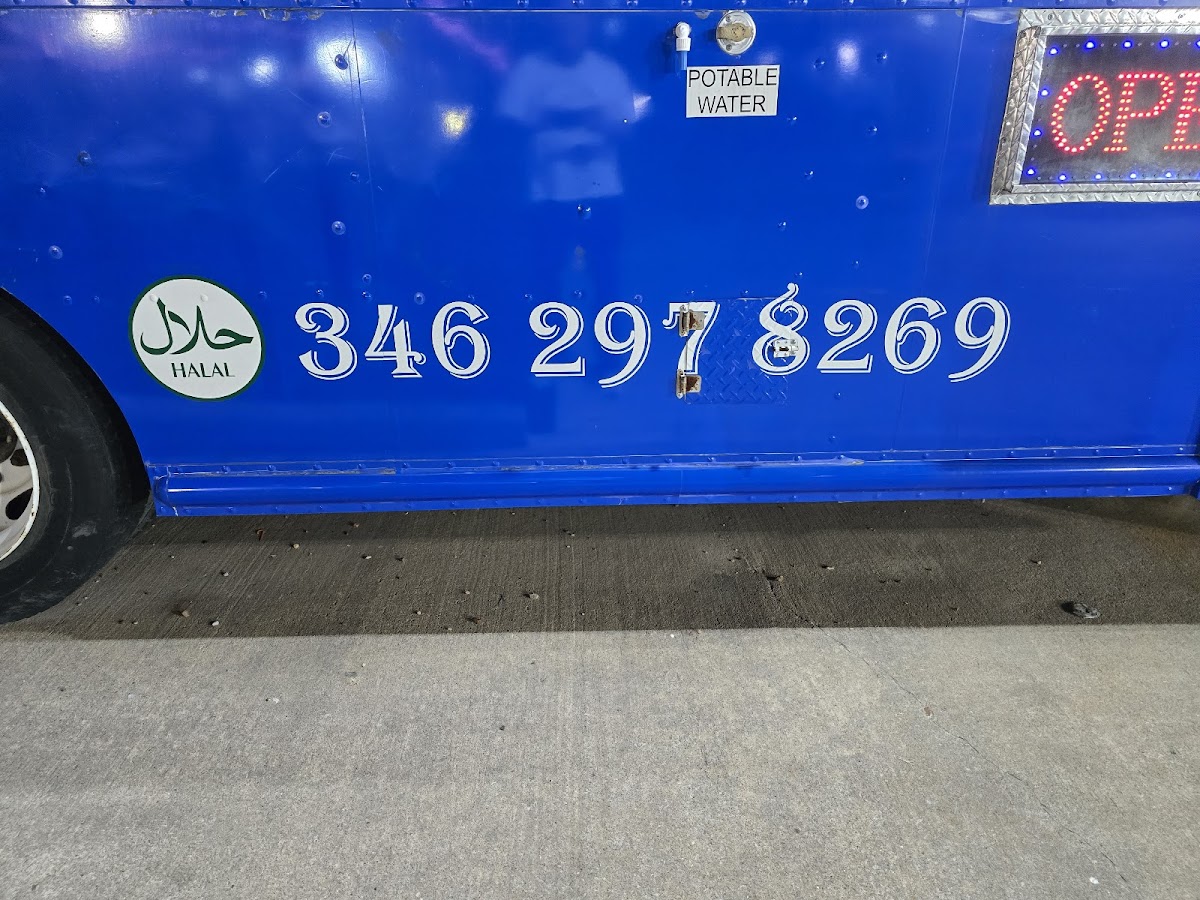 POTABLE
WATER
OPE
حلال
HALAL
346 297 8269